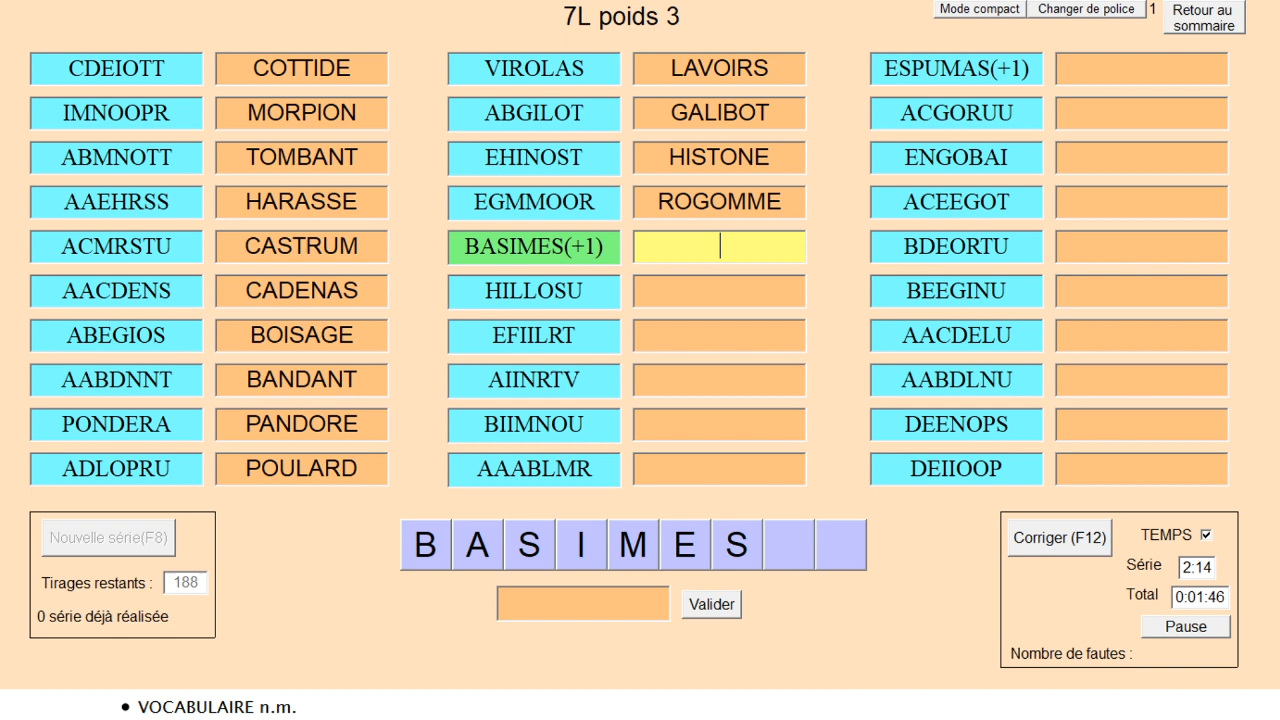 7L poids 3
Mode compact Changer de police 1 Retour au sommaire
CDEIOTT COTTIDE VIROLAS LAVOIRS ESPUMAS(+1)
IMNOOPR MORPION ABGILOT GALIBOT ACGORUU
ABMNOTT TOMBANT EHINOST HISTONE ENGOBAI
AAEHRSS HARASSE EGMMOOR ROGOMME ACEEGOT
ACMRSTU CASTRUM BASIMES(+1) BDEORTU
AACDENS CADENAS HILLOSU BEEGINU
ABEGIOS BOISAGE EFIILRT AACDELU
AABDNNT BANDANT AIINRTV AABDLNU
PONDERA PANDORE BIIMNOU DEENOPS
ADLOPRU POULARD AAABLMR DEIIOOP
Nouvelle série(F8)
Tirages restants : 188
0 série déjà réalisée
B A S I M E S
Valider
Corriger (F12) TEMPS
Série 2:14
Total 0:01:46
Pause
Nombre de fautes :
• VOCABULAIRE n.m.